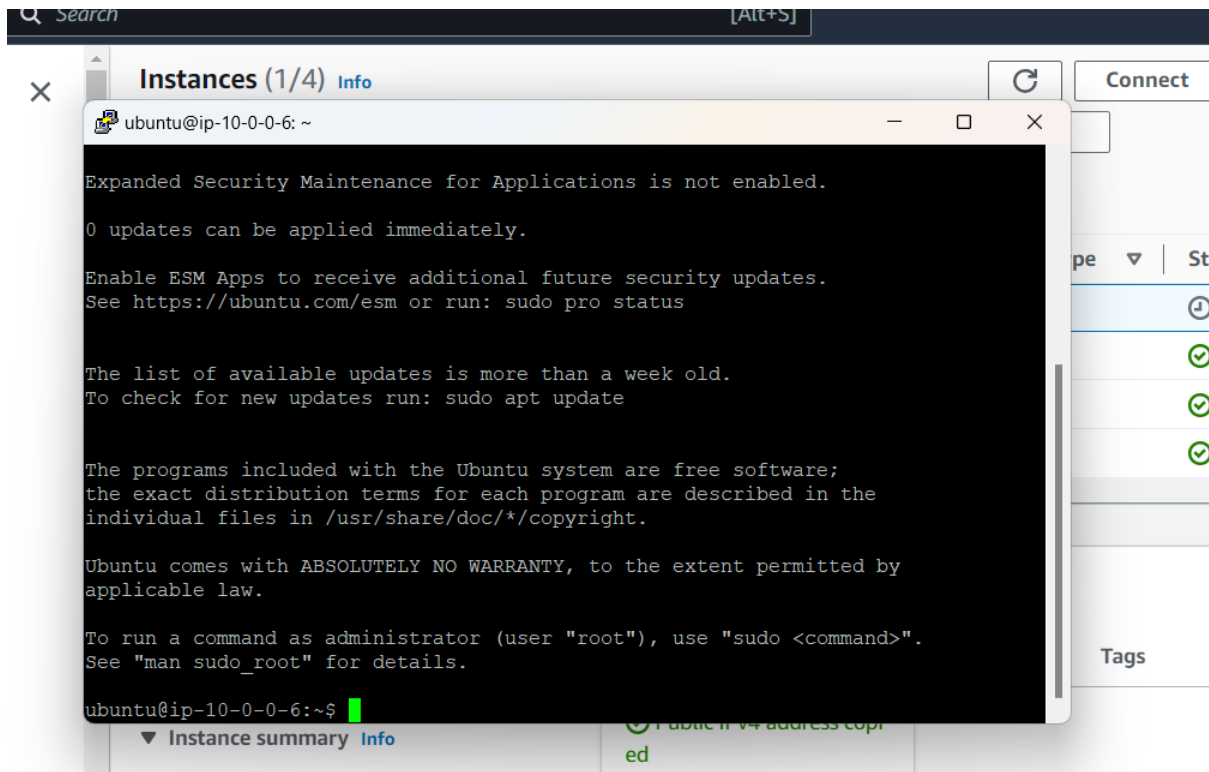 Search
[Alt+S]
Instances (1/4) Info
Connect
ubuntu@ip-10-0-0-6: ~
Expanded Security Maintenance for Applications is not enabled.
0 updates can be applied immediately.
Enable ESM Apps to receive additional future security updates.
See https://ubuntu.com/esm or run: sudo pro status
pe
St
The list of available updates is more than a week old.
To check for new updates run: sudo apt update
The programs included with the Ubuntu system are free software;
the exact distribution terms for each program are described in the
individual files in /usr/share/doc/*/copyright.
Ubuntu comes with ABSOLUTELY NO WARRANTY, to the extent permitted by
applicable law.
To run a command as administrator (user "root"), use "sudo <command>".
See "man sudo_root" for details.
Tags
ubuntu@ip-10-0-0-6:~$
Instance summary Info
Public IPv4 address copi
ed